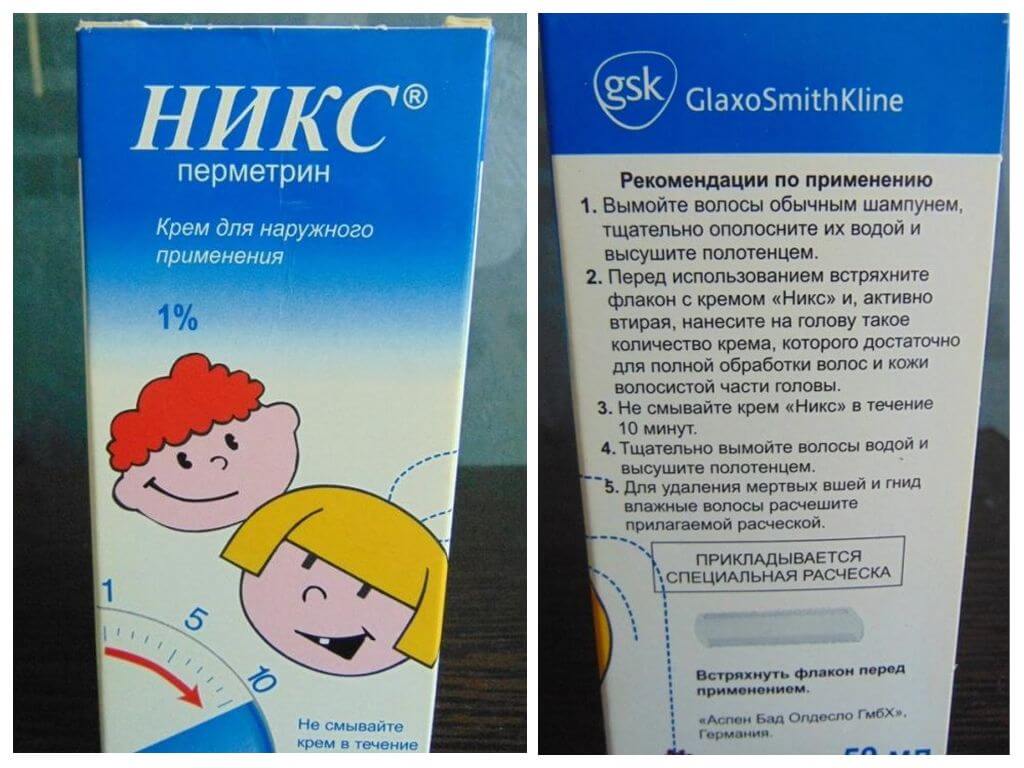 НИКС®
перметрин
Крем для наружного
применения
1%
1
5
10
Не смывайте
крем в течение
gsk GlaxoSmithKline
Рекомендации по применению
1. Вымойте волосы обычным шампунем,
тщательно ополосните их водой и
высушите полотенцем.
2. Перед использованием встряхните
флакон с кремом «Никс» и, активно
втирая, нанесите на голову такое
количество крема, которого достаточно
для полной обработки волос и кожи
волосистой части головы.
3. Не смывайте крем «Никс» в течение
10 минут.
4. Тщательно вымойте волосы водой и
высушите полотенцем.
5. Для удаления мертвых вшей и гнид
влажные волосы расчешите
прилагаемой расческой.
ПРИКЛАДЫВАЕТСЯ
СПЕЦИАЛЬНАЯ РАСЧЕСКА
Встряхнуть флакон перед
применением.
«Аспен Бад Олдесло ГмбХ»,
Германия.
50 мл